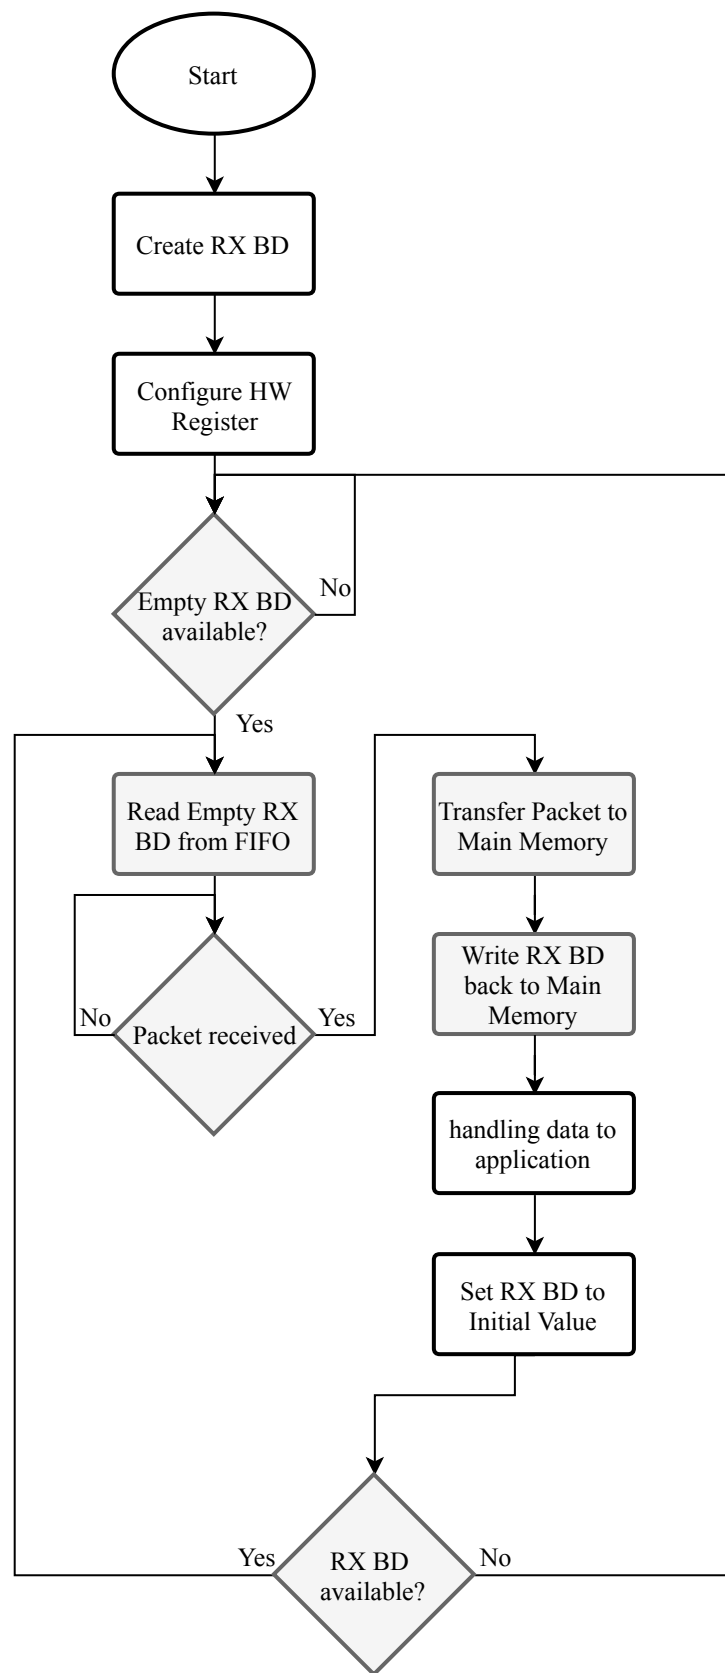 Start
Create RX BD
Configure HW
Register
No
Empty RX BD
available?
Yes
Read Empty RX
BD from FIFO
Transfer Packet to
Main Memory
No
Packet received
Yes
Write RX BD
back to Main
Memory
handling data to
application
Set RX BD to
Initial Value
Yes
RX BD
available?
No